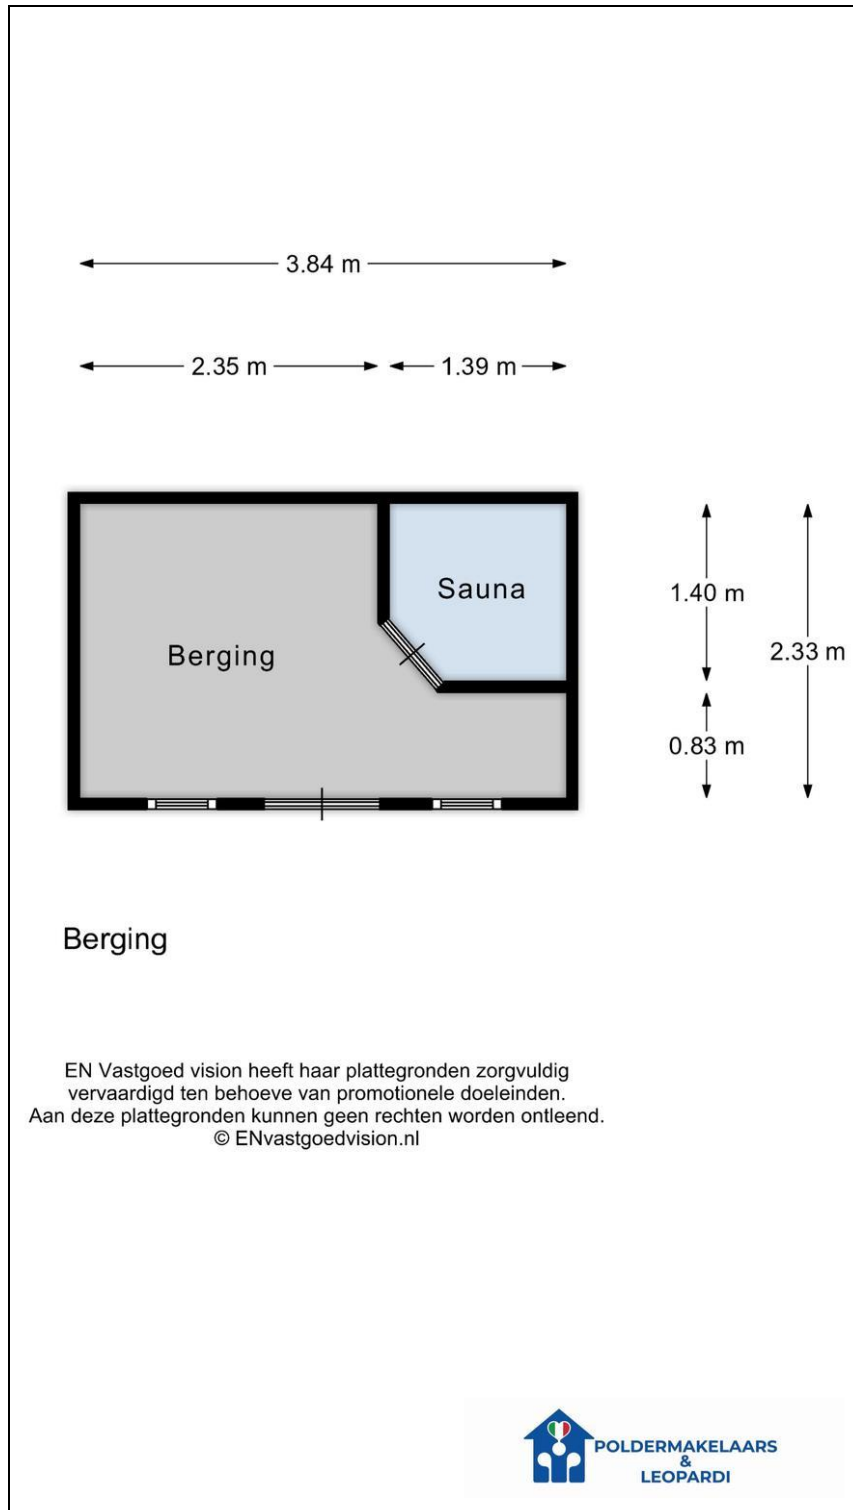 3.84 m
2.35 m
1.39 m
Sauna
1.40 m
Berging
2.33 m
0.83 m
Berging
EN Vastgoed vision heeft haar plattegronden zorgvuldig
vervaardigd ten behoeve van promotionele doeleinden.
Aan deze plattegronden kunnen geen rechten worden ontleend.
© ENvastgoedvision.nl
POLDERMAKELAARS
&
LEOPARDI